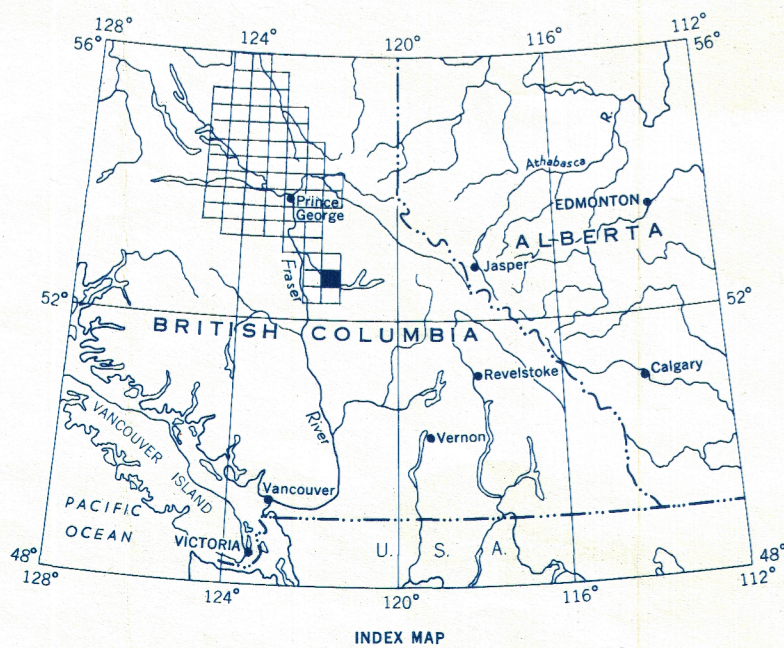 128° 124° 120° 116° 112°
56° 56°
Athabasca R.
Prince George
EDMONTON
ALBERTA
Jasper
Fraser River
52° 52°
BRITISH COLUMBIA
Revelstoke
Calgary
VANCOUVER ISLAND
Vernon
Vancouver
PACIFIC OCEAN
VICTORIA
U. S. A.
48° 48°
128° 124° 120° 116° 112°
INDEX MAP